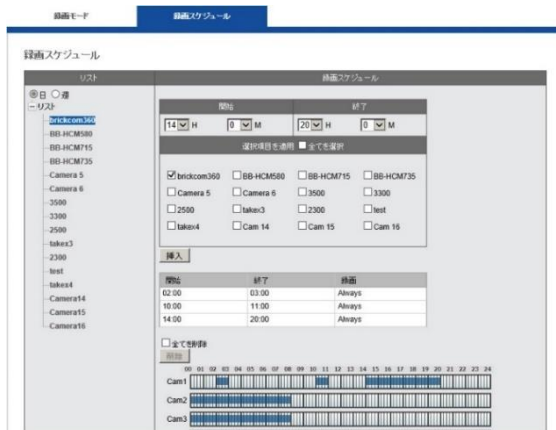 録画モード 録画スケジュール
録画スケジュール
リスト 録画スケジュール
日 週
リスト
brickcom360
BB-HCM580
BB-HCM715
BB-HCM735
Camera 5
Camera 6
3500
3300
2500
takex3
2300
test
takex4
Camera14
Camera15
Camera16
開始 終了
14 H 0 M 20 H 0 M
選択項目を適用 全てを選択
brickcom360 BB-HCM580 BB-HCM715 BB-HCM735
Camera 5 Camera 6 3500 3300
2500 takex3 2300 test
takex4 Cam 14 Cam 15 Cam 16
挿入
開始 終了 録画
02:00 03:00 Always
10:00 11:00 Always
14:00 20:00 Always
全てを削除
削除
00 01 02 03 04 05 06 07 08 09 10 11 12 13 14 15 16 17 18 19 20 21 22 23 24
Cam1
Cam2
Cam3